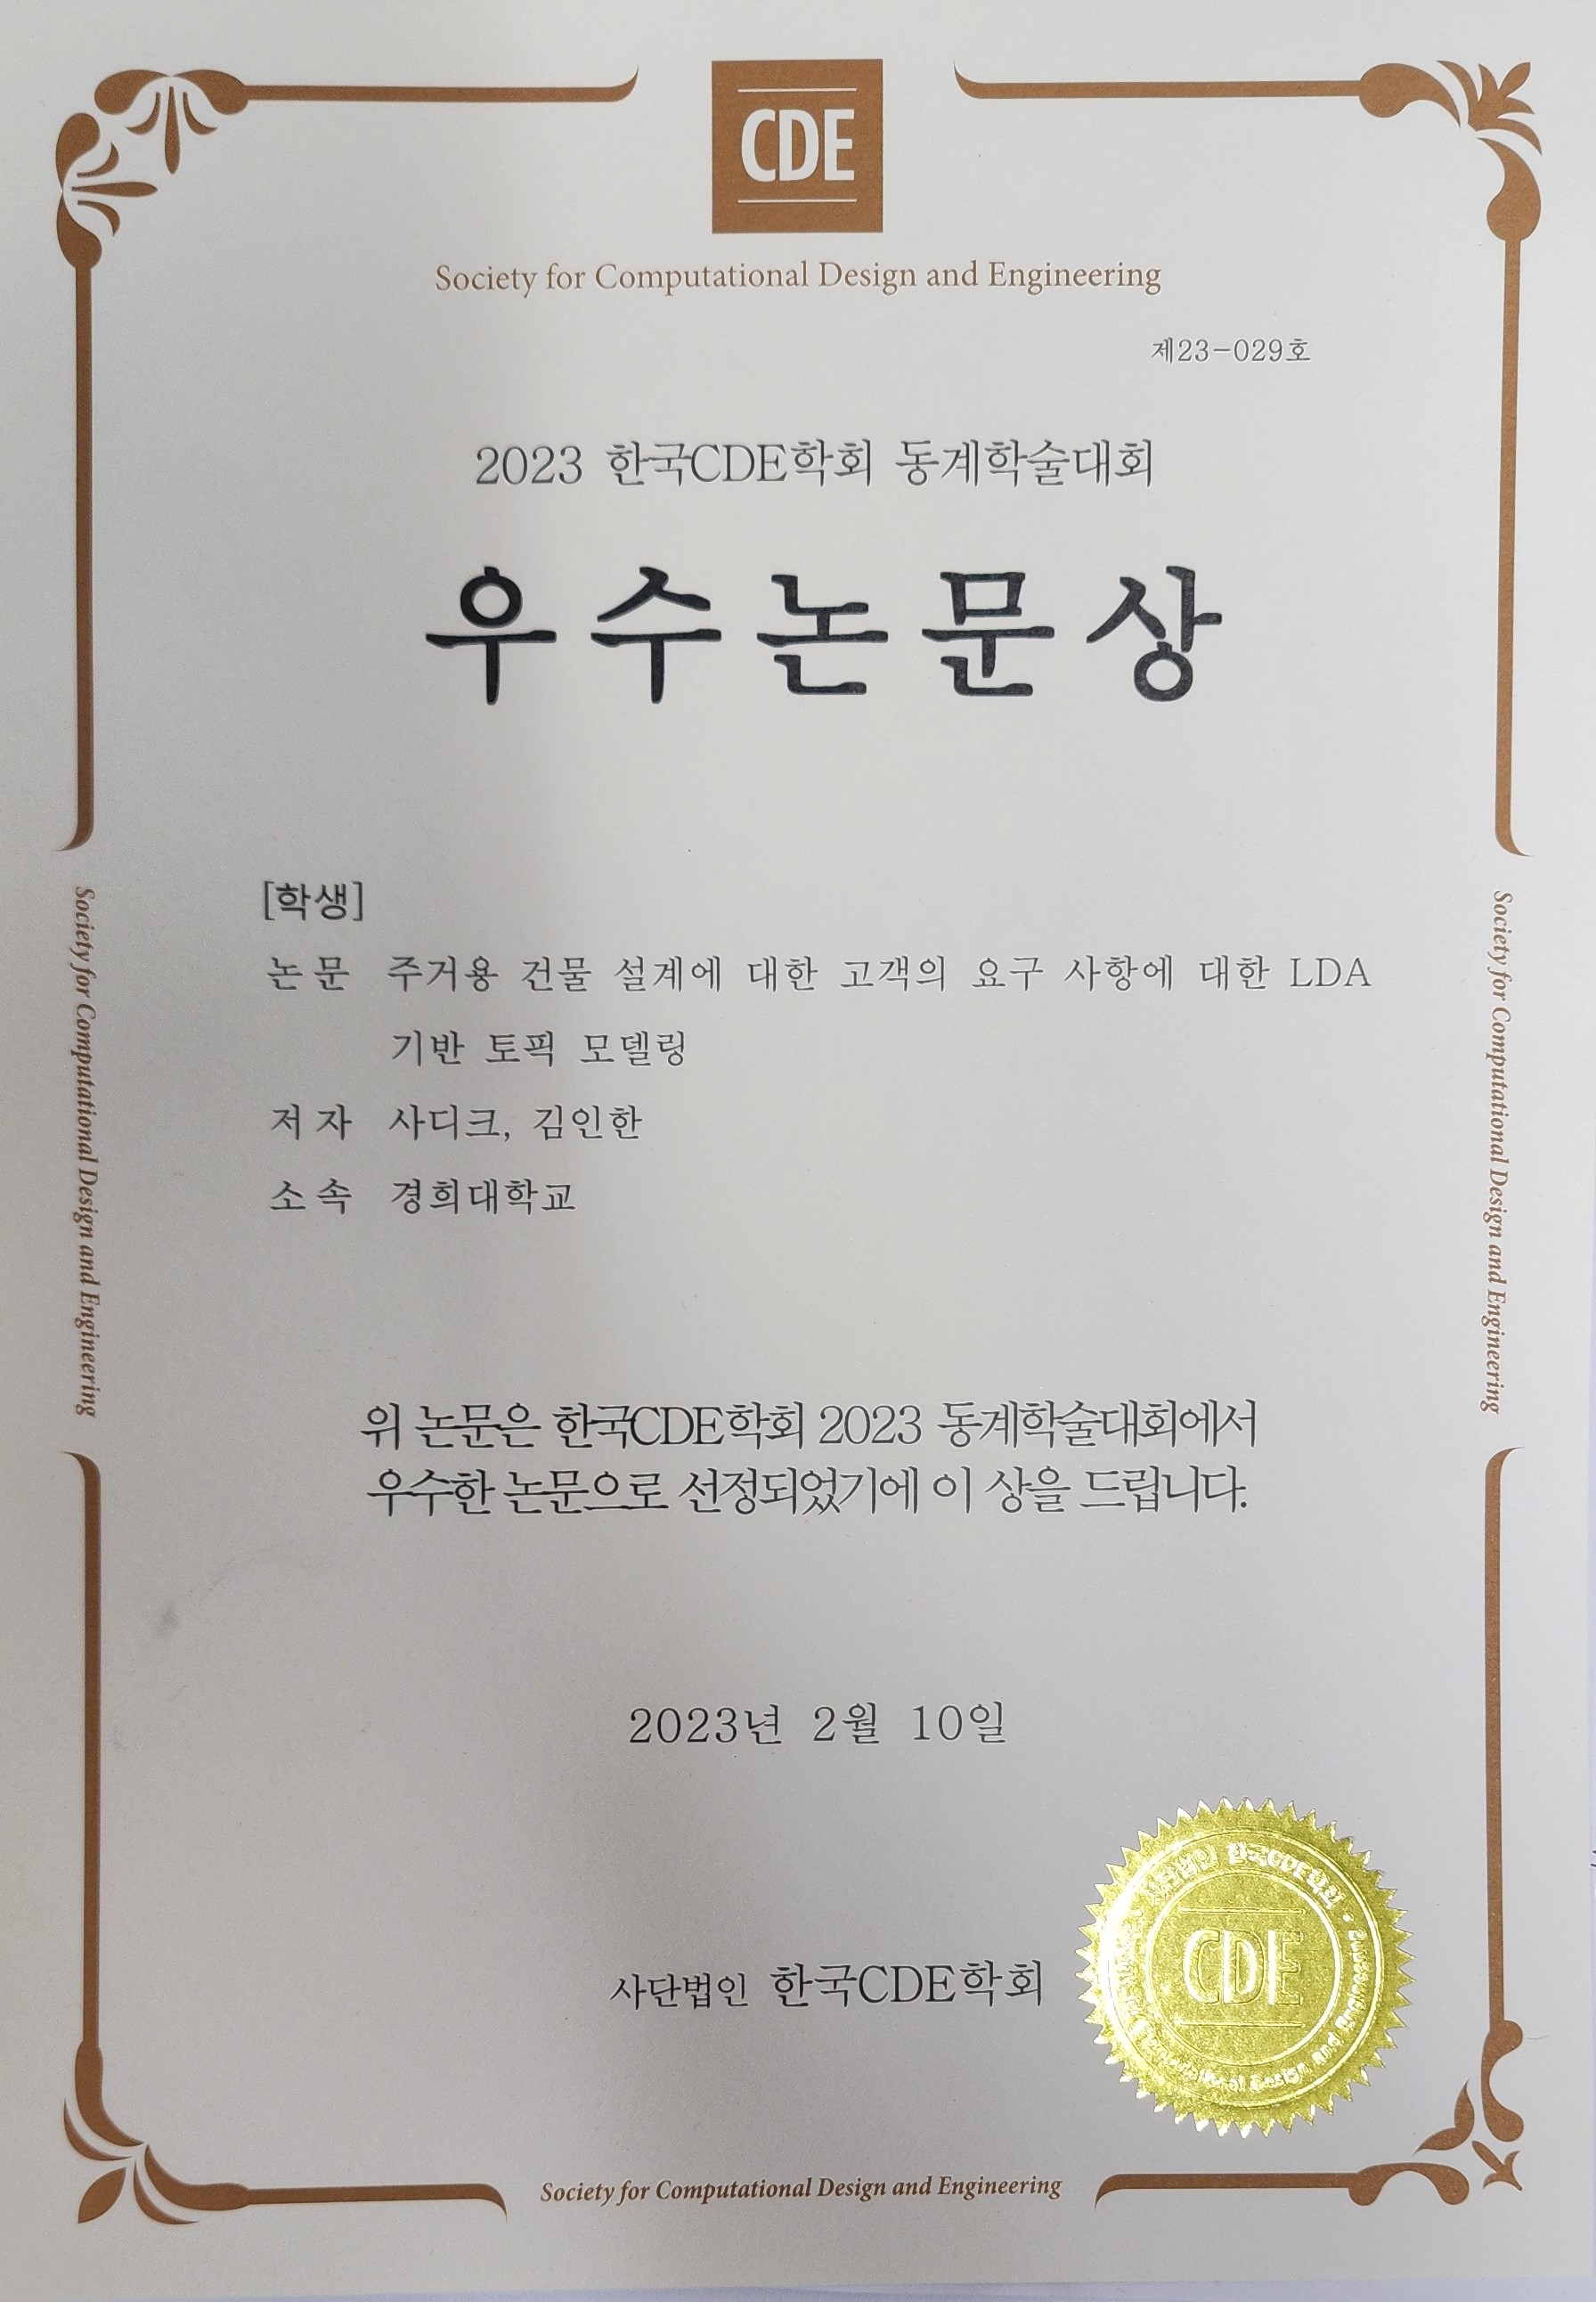 CDE
Society for Computational Design and Engineering
제23-029호
2023 한국CDE학회 동계학술대회
우수논문상
[학생]
논문 주거용 건물 설계에 대한 고객의 요구 사항에 대한 LDA
기반 토픽 모델링
저자 사디크, 김인한
소속 경희대학교
Society for Computational Design and Engineering
Society for Computational Design and Engineering
위 논문은 한국CDE학회 2023 동계학술대회에서
우수한 논문으로 선정되었기에 이 상을 드립니다.
2023년 2월 10일
사단법인 한국CDE학회
사단법인 한국CDE학회
CDE
Design and Engineering
Society for Computational Design and Engineering